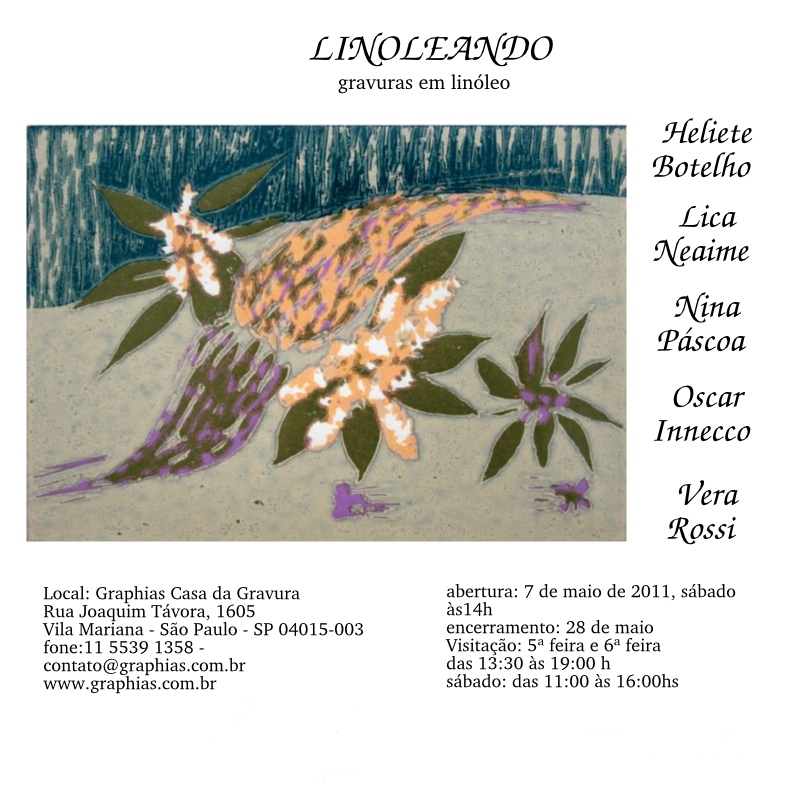 LINOLEANDO
gravuras em linóleo
Heliete
Botelho
Lica
Neaime
Nina
Páscoa
Oscar
Innecco
Vera
Rossi
Local: Graphias Casa da Gravura
Rua Joaquim Távora, 1605
Vila Mariana - São Paulo - SP 04015-003
fone:11 5539 1358 -
contato@graphias.com.br
www.graphias.com.br
abertura: 7 de maio de 2011, sábado
às14h
encerramento: 28 de maio
Visitação: 5ª feira e 6ª feira
das 13:30 às 19:00 h
sábado: das 11:00 às 16:00hs